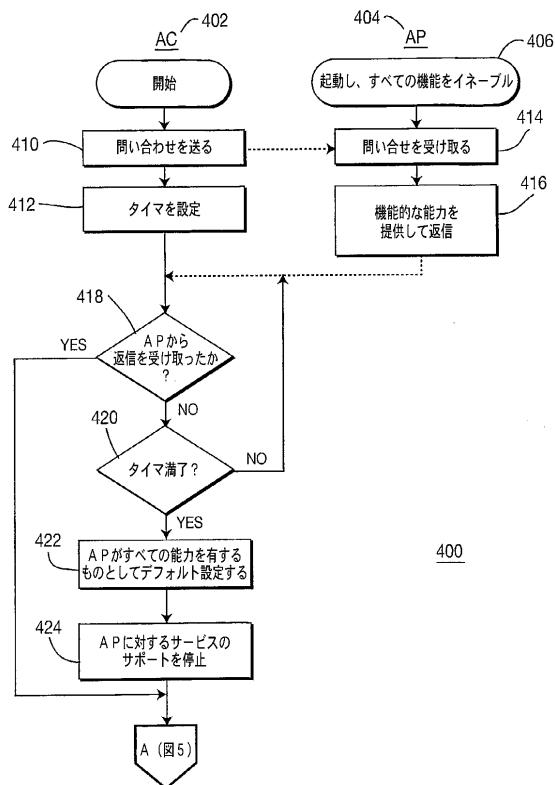 402
AC
404
AP
406
開始
起動し、すべての機能をイネーブル
410
問い合わせを送る
問い合せを受け取る
414
412
タイマを設定
機能的な能力を
提供して返信
416
418
YES
APから
返信を受け取ったか
?
NO
420
タイマ満了?
NO
YES
422
APがすべての能力を有する
ものとしてデフォルト設定する
400
424
APに対するサービスの
サポートを停止
A(図5)